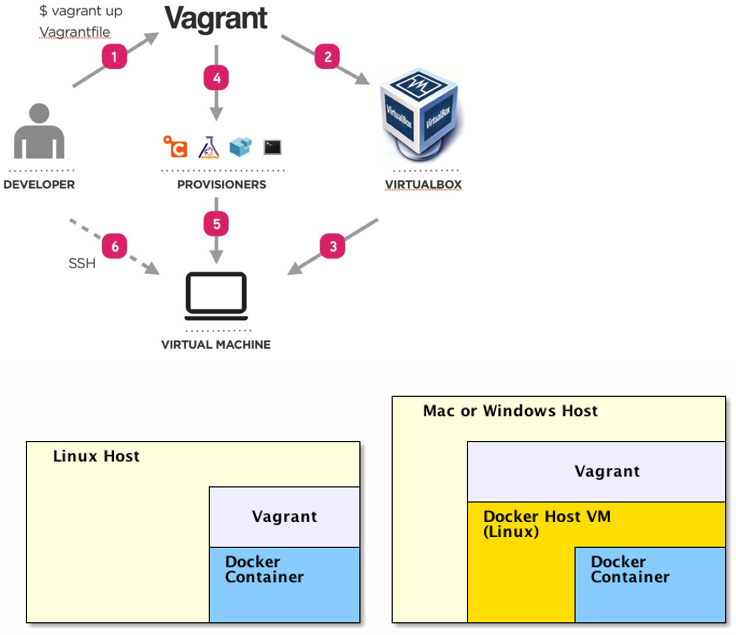 $ vagrant up
Vagrantfile
Vagrant
1
2
4
VirtualBox
VirtualBox
DEVELOPER
PROVISIONERS
VIRTUALBOX
5
6
3
SSH
VIRTUAL MACHINE
Mac or Windows Host
Linux Host
Vagrant
Docker Host VM
(Linux)
Vagrant
Docker
Container
Docker
Container